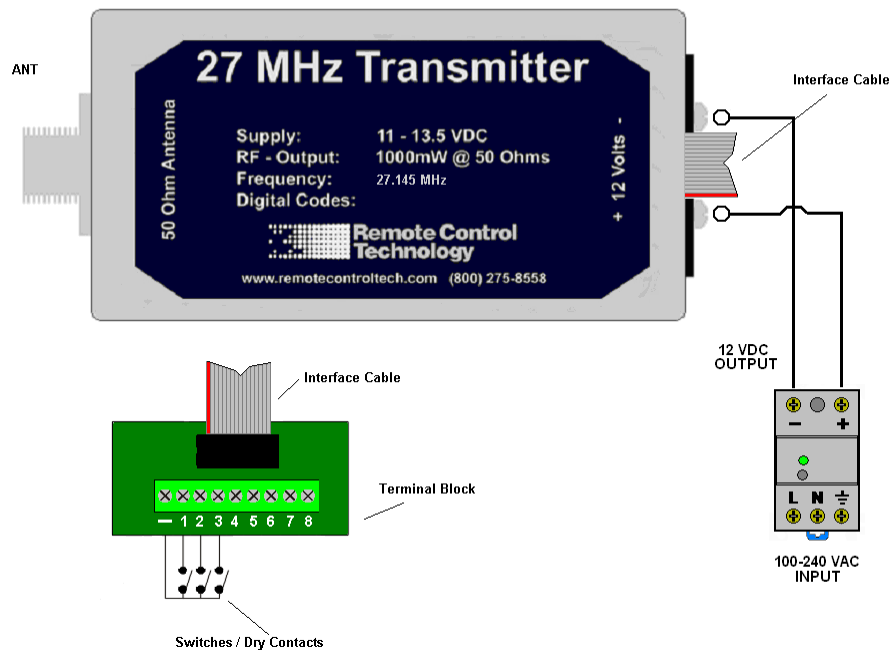 ANT
27 MHz Transmitter
50 Ohm Antenna
Supply: 11 - 13.5 VDC
RF - Output: 1000mW @ 50 Ohms
Frequency: 27.145 MHz
Digital Codes:
Remote Control
Technology
www.remotecontroltech.com (800) 275-8558
+ 12 Volts -
Interface Cable
12 VDC
OUTPUT
- +
L N
100-240 VAC
INPUT
Interface Cable
Terminal Block
- 1 2 3 4 5 6 7 8
Switches / Dry Contacts